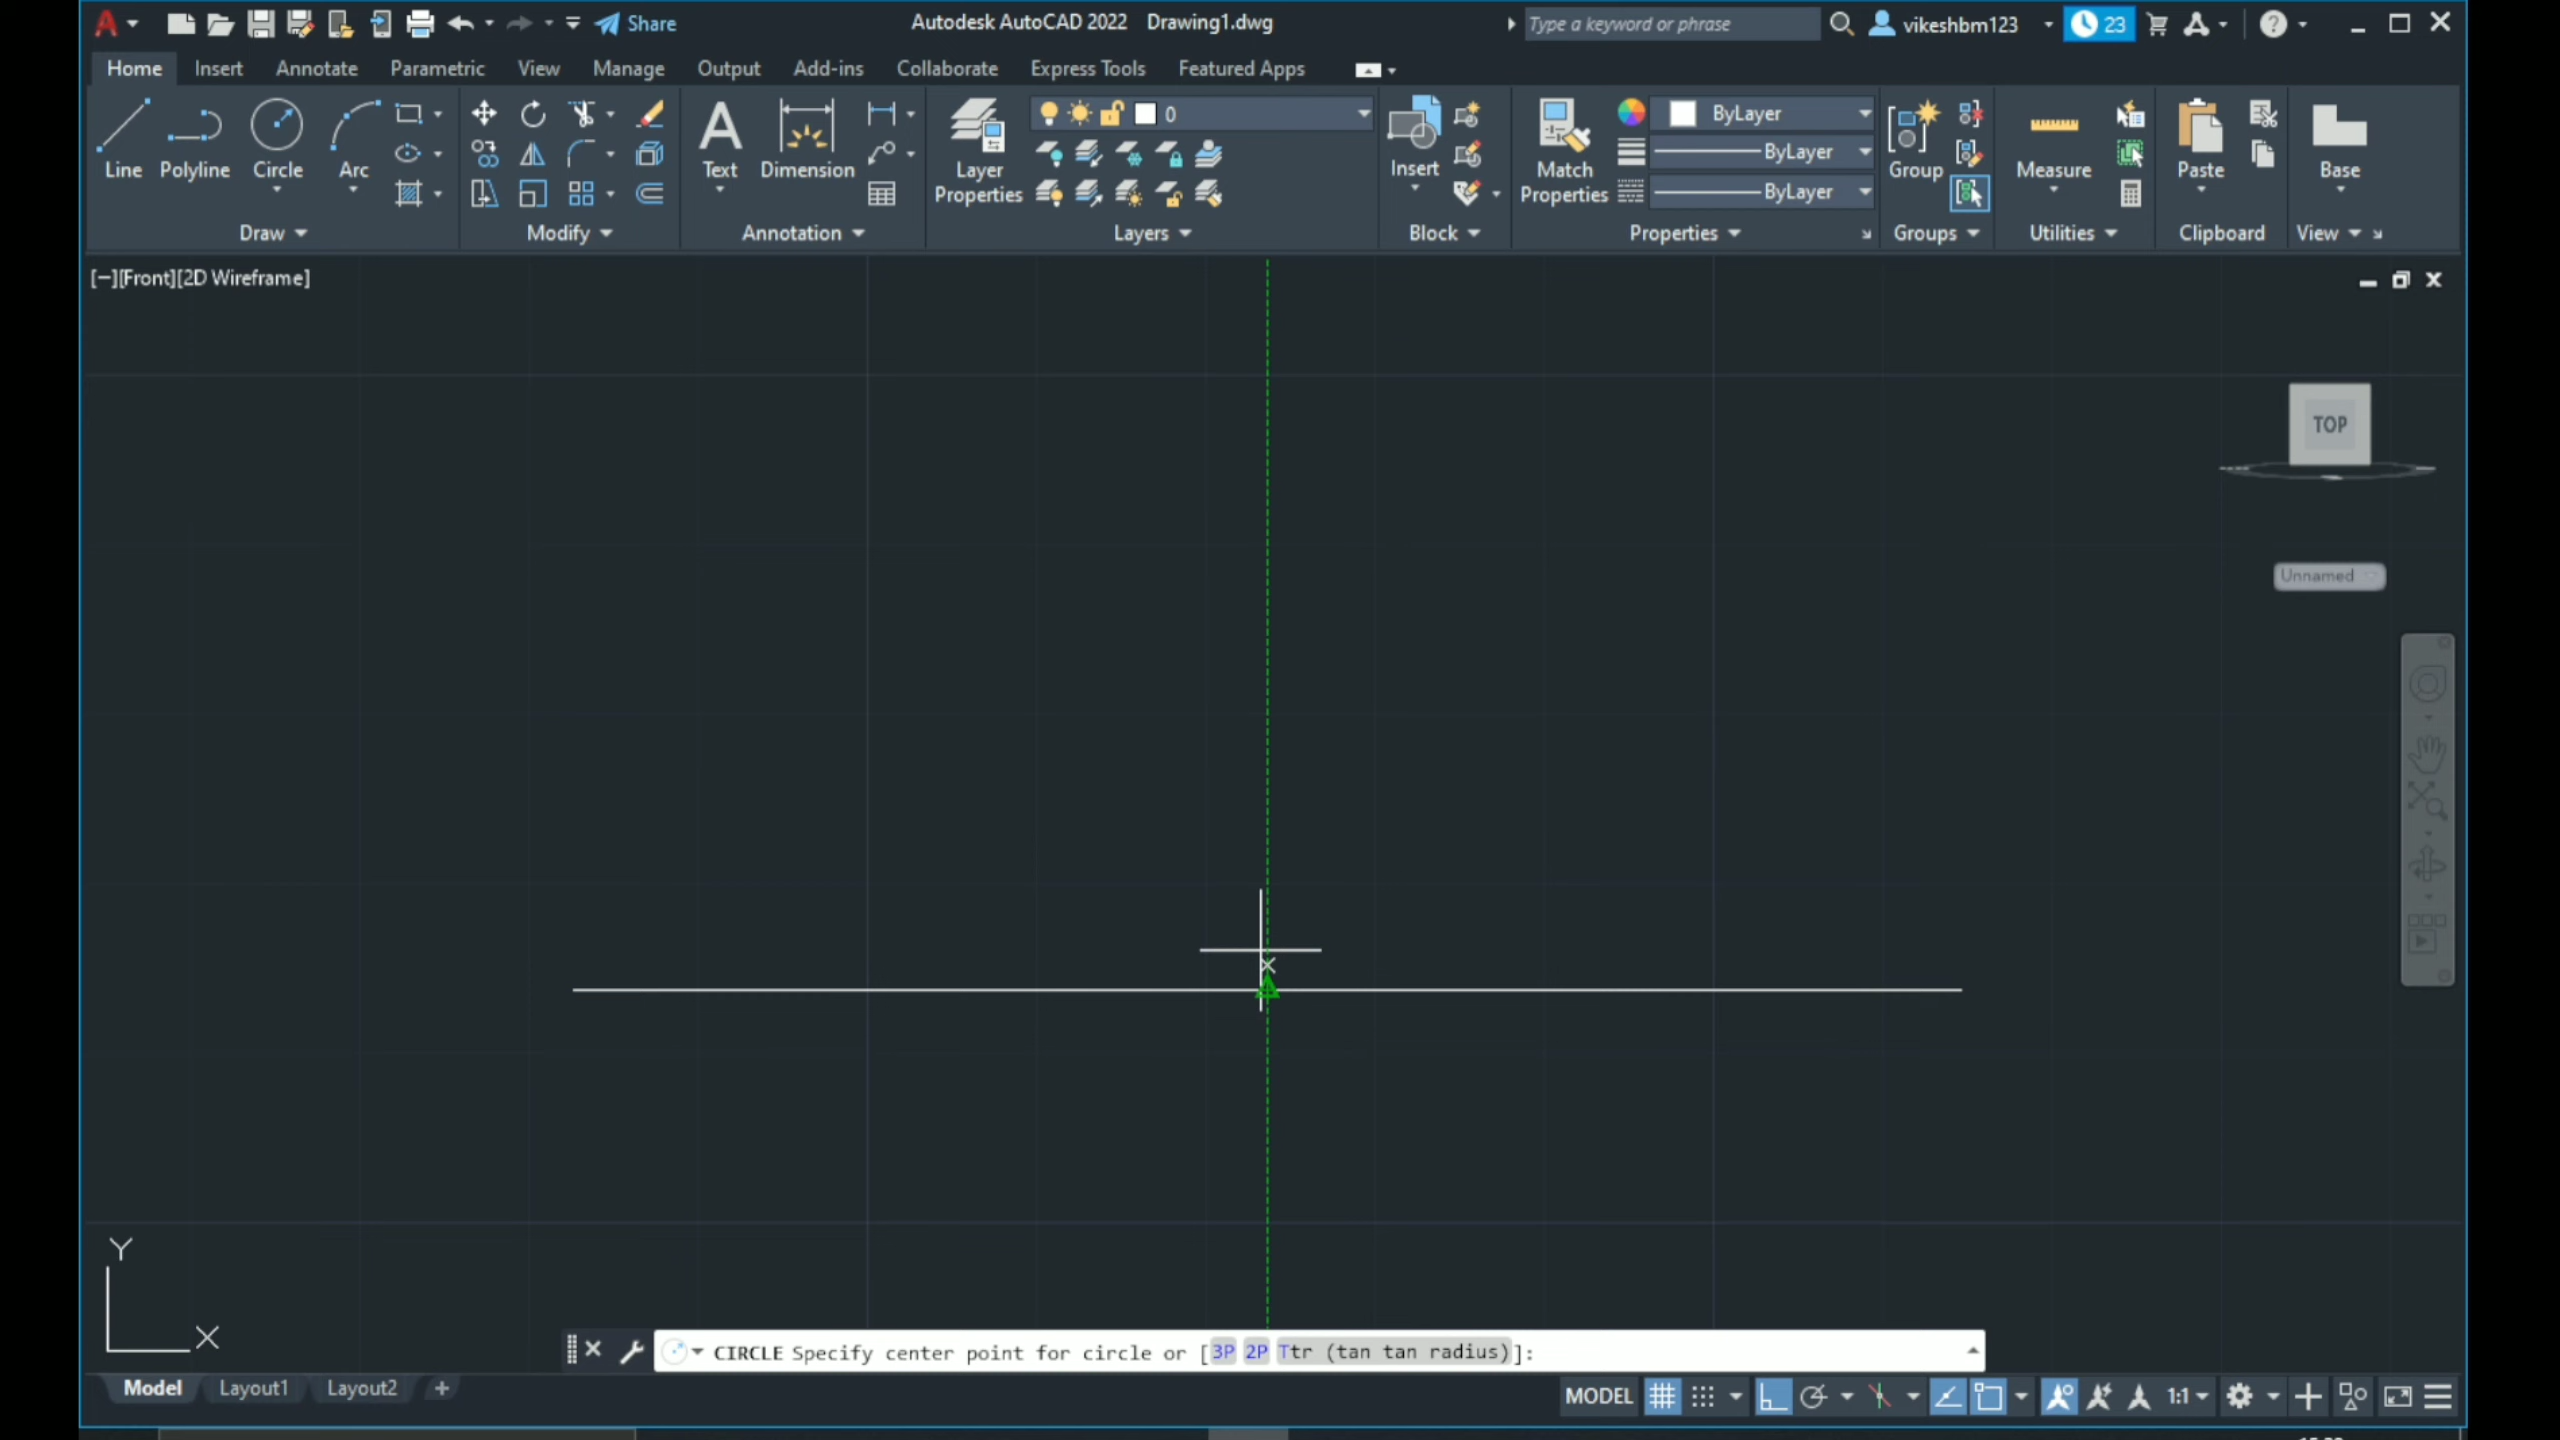 Share
Autodesk AutoCAD 2022 Drawing1.dwg
Type a keyword or phrase
vikeshbm123
23
Home Insert Annotate Parametric View Manage Output Add-ins Collaborate Express Tools Featured Apps
Line Polyline Circle Arc
Text Dimension
Layer Properties
0
Insert
Match Properties
ByLayer
ByLayer
ByLayer
Group
Measure
Paste
Base
Draw Modify Annotation Layers Block Properties Groups Utilities Clipboard View
[−][Front][2D Wireframe]
TOP
Unnamed
Y
X
CIRCLE Specify center point for circle or [3P 2P Ttr (tan tan radius)]:
Model Layout1 Layout2 +
MODEL 1:1